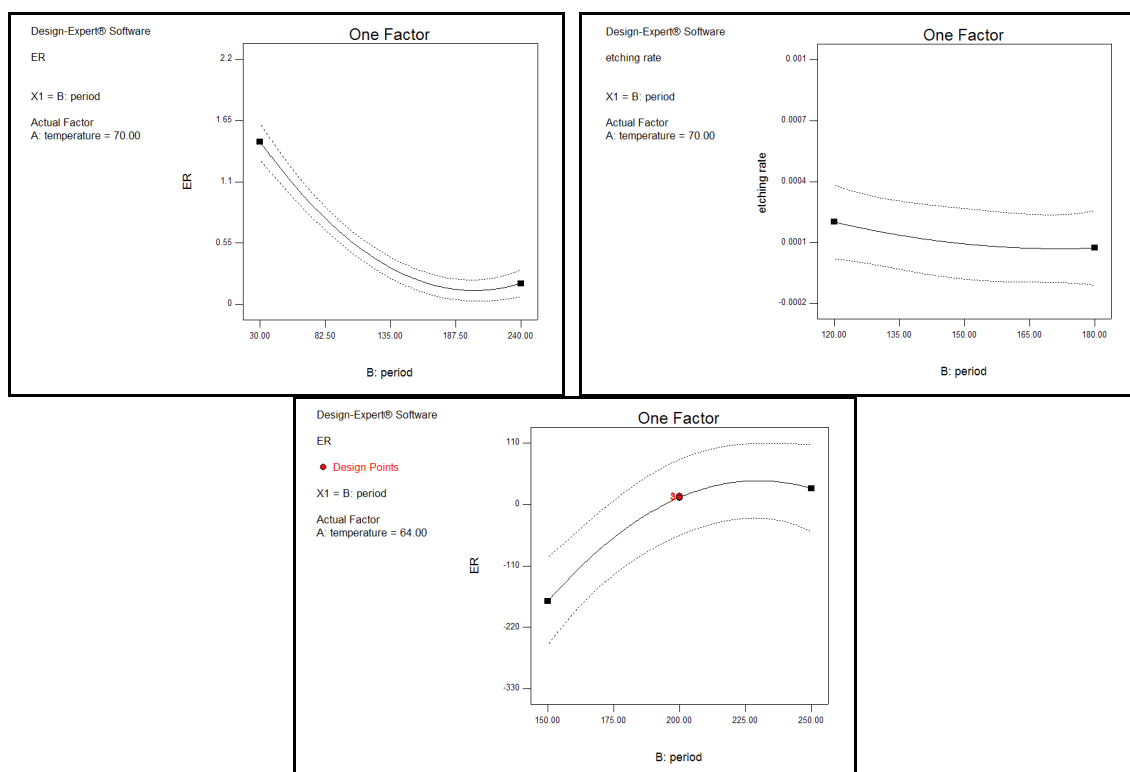 Design-Expert® Software
ER
X1 = B: period
Actual Factor
A: temperature = 70.00
One Factor
2.2
1.65
1.1
0.55
0
ER
30.00 82.50 135.00 187.50 240.00
B: period
Design-Expert® Software
etching rate
X1 = B: period
Actual Factor
A: temperature = 70.00
One Factor
0.001
0.0007
0.0004
0.0001
-0.0002
etching rate
120.00 135.00 150.00 165.00 180.00
B: period
Design-Expert® Software
ER
Design Points
X1 = B: period
Actual Factor
A: temperature = 64.00
One Factor
110
0
-110
-220
-330
ER
3
150.00 175.00 200.00 225.00 250.00
B: period